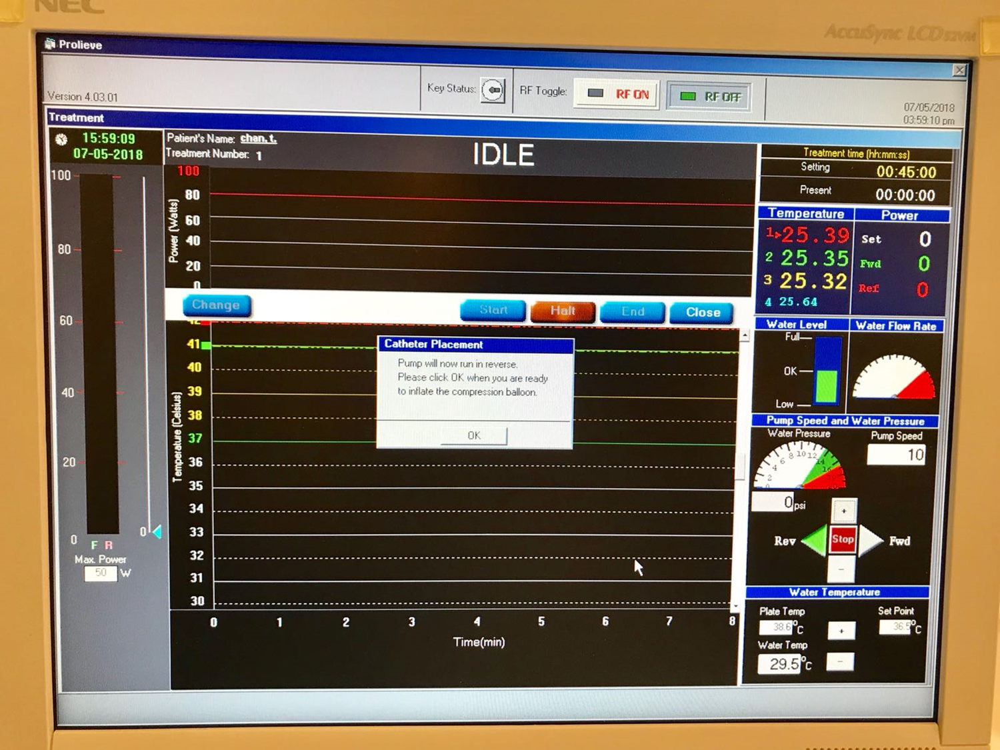 NEC
AccuSync LCD52VM
Prolieve
Version 4.03.01
Key Status:
RF Toggle:
RF ON
RF OFF
07/05/2018
03:59:10 pm
Treatment
15:59:09
07-05-2018
Patient's Name: chan, t.
Treatment Number: 1
IDLE
Treatment time (hh:mm:ss)
Setting 00:45:00
Present 00:00:00
100
80
60
40
20
0
F R
0
Max. Power
50 W
Power (Watts)
100
80
60
40
20
0
Change
Start
Halt
End
Close
Temperature
1 25.39
2 25.35
3 25.32
4 25.64
Power
Set 0
Fwd 0
Ref 0
Temperature (Celsius)
42
41
40
39
38
37
36
35
34
33
32
31
30
0 1 2 3 4 5 6 7 8
Time(min)
Catheter Placement
Pump will now run in reverse.
Please click OK when you are ready
to inflate the compression balloon.
OK
Water Level
Full
OK
Low
Water Flow Rate
Pump Speed and Water Pressure
Water Pressure
0 2 4 6 8 10 12 14 16
0 psi
Pump Speed
10
+
Rev
Stop
Fwd
-
Water Temperature
Plate Temp
38.6 °C
Water Temp
29.5 °C
+
-
Set Point
36.5 °C